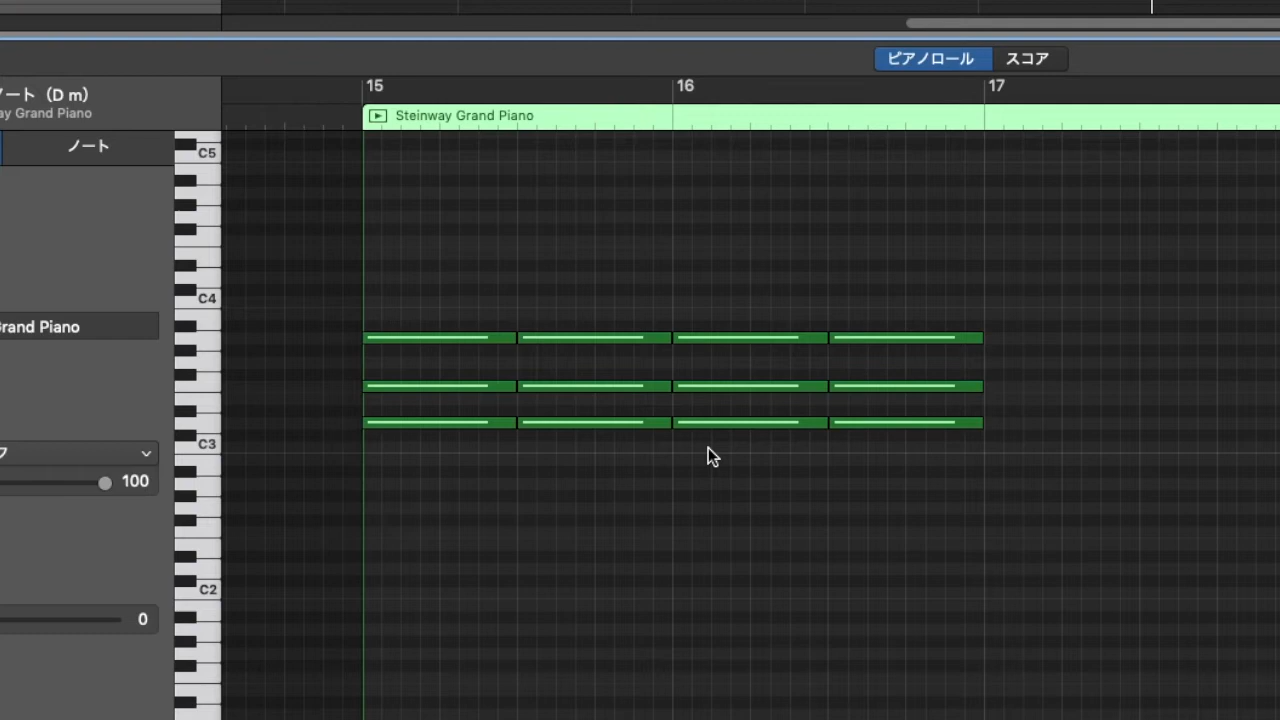 ピアノロール スコア
15 16 17
ート（D m）
ay Grand Piano
Steinway Grand Piano
ノート
C5
C4
Grand Piano
C3
100
C2
0